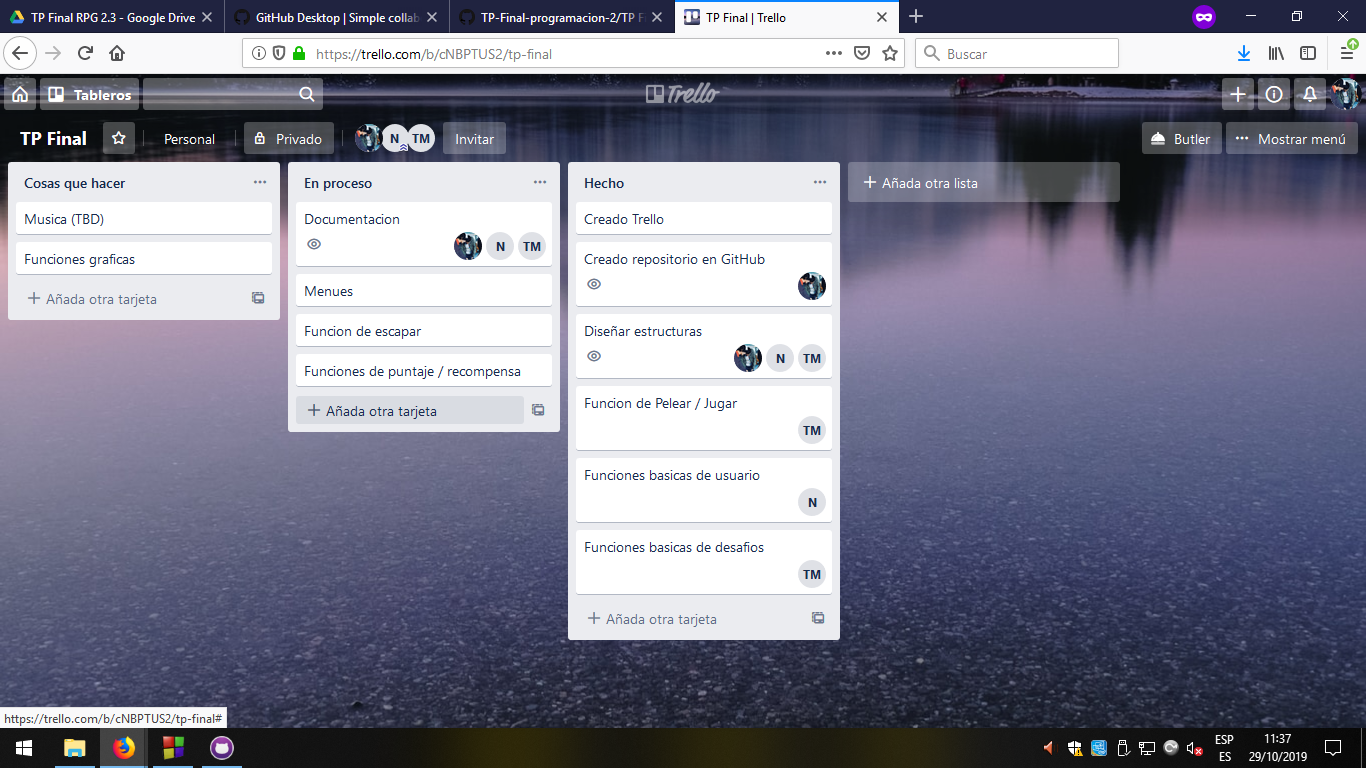 TP Final RPG 2.3 - Google Drive
GitHub Desktop | Simple collab
TP-Final-programacion-2/TP F
TP Final | Trello
https://trello.com/b/cNBPTUS2/tp-final
Buscar
Tableros
Trello
TP Final
Personal
Privado
N
TM
Invitar
Butler
Mostrar menú
Cosas que hacer
Musica (TBD)
Funciones graficas
Añada otra tarjeta
En proceso
Documentacion
N
TM
Menues
Funcion de escapar
Funciones de puntaje / recompensa
Añada otra tarjeta
Hecho
Creado Trello
Creado repositorio en GitHub
Diseñar estructuras
N
TM
Funcion de Pelear / Jugar
TM
Funciones basicas de usuario
N
Funciones basicas de desafios
TM
Añada otra tarjeta
Añada otra lista
https://trello.com/b/cNBPTUS2/tp-final#
ESP
ES
11:37
29/10/2019